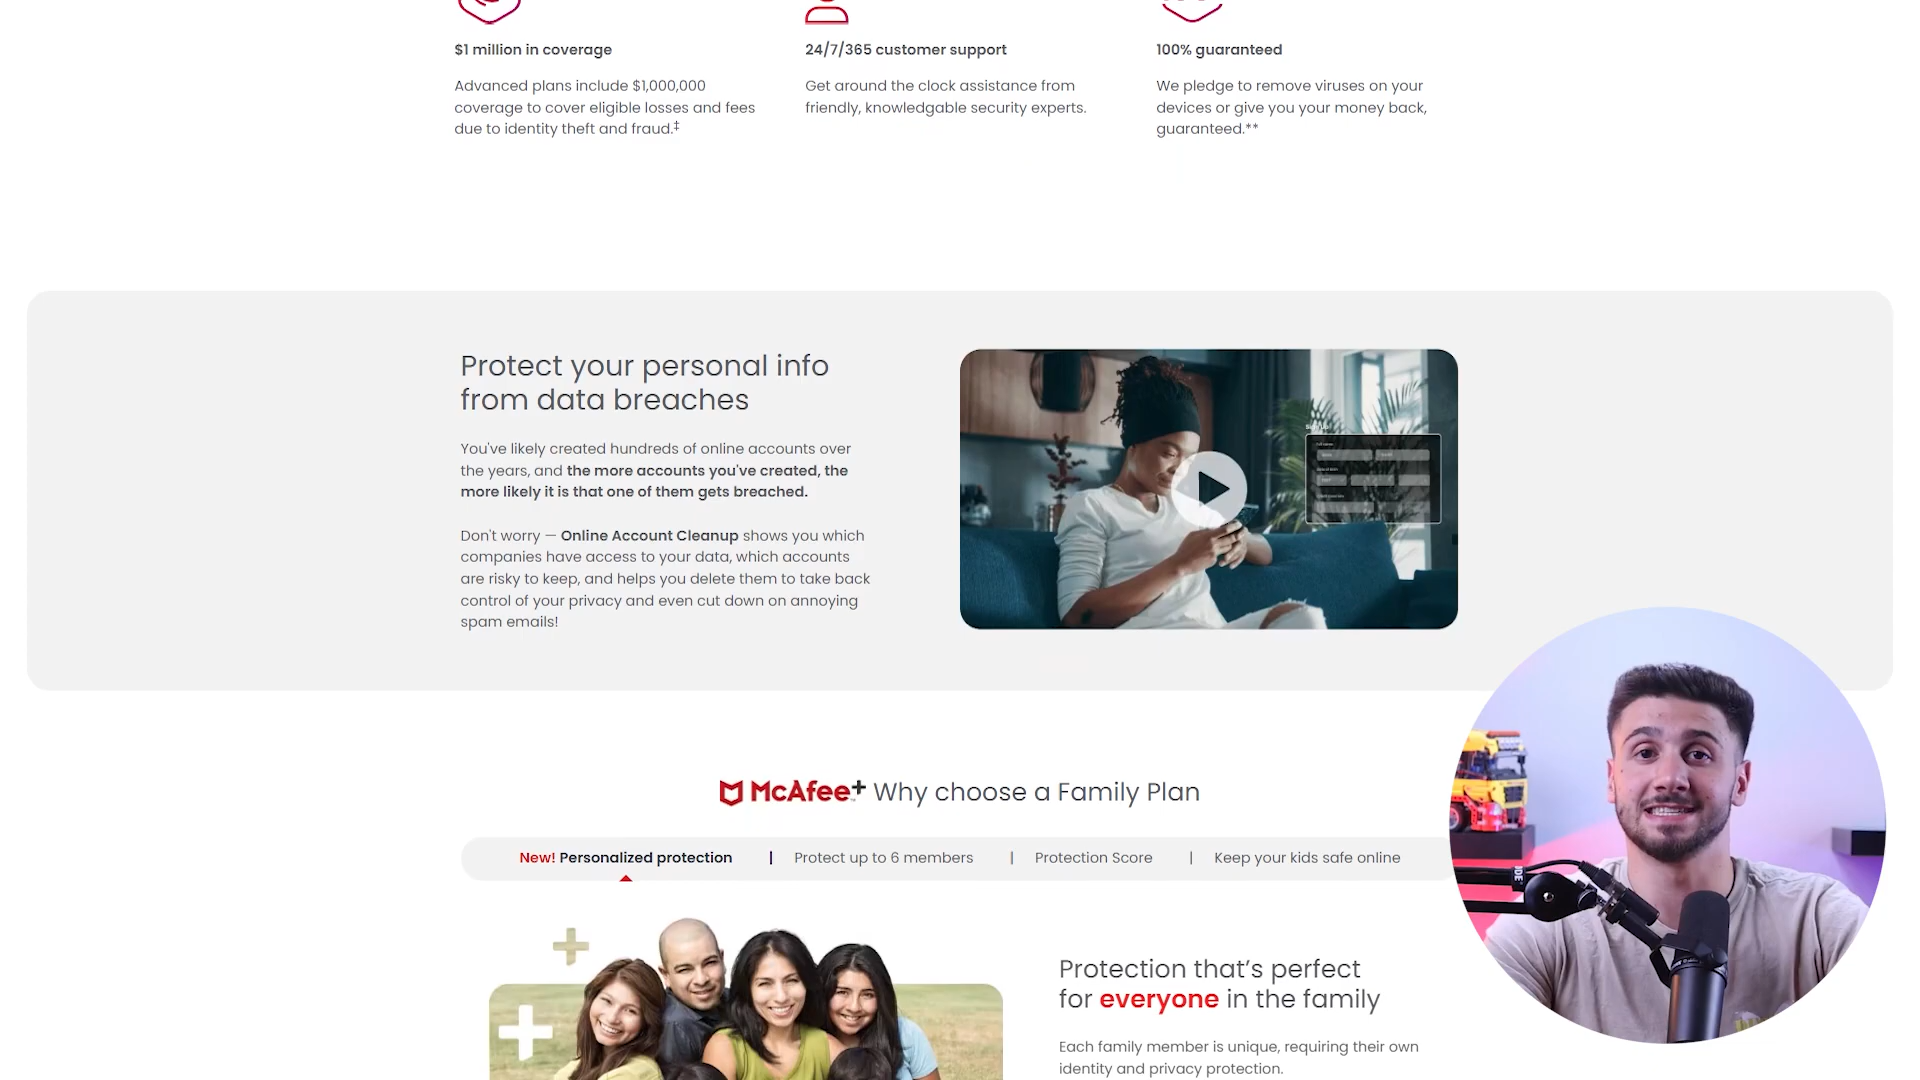 $1 million in coverage
Advanced plans include $1,000,000
coverage to cover eligible losses and fees
due to identity theft and fraud.‡
24/7/365 customer support
Get around the clock assistance from
friendly, knowledgable security experts.
100% guaranteed
We pledge to remove viruses on your
devices or give you your money back,
guaranteed.**
Protect your personal info
from data breaches
You've likely created hundreds of online accounts over
the years, and the more accounts you've created, the
more likely it is that one of them gets breached.
Don't worry — Online Account Cleanup shows you which
companies have access to your data, which accounts
are risky to keep, and helps you delete them to take back
control of your privacy and even cut down on annoying
spam emails!
McAfee+ Why choose a Family Plan
New! Personalized protection | Protect up to 6 members | Protection Score | Keep your kids safe online
Protection that's perfect
for everyone in the family
Each family member is unique, requiring their own
identity and privacy protection.